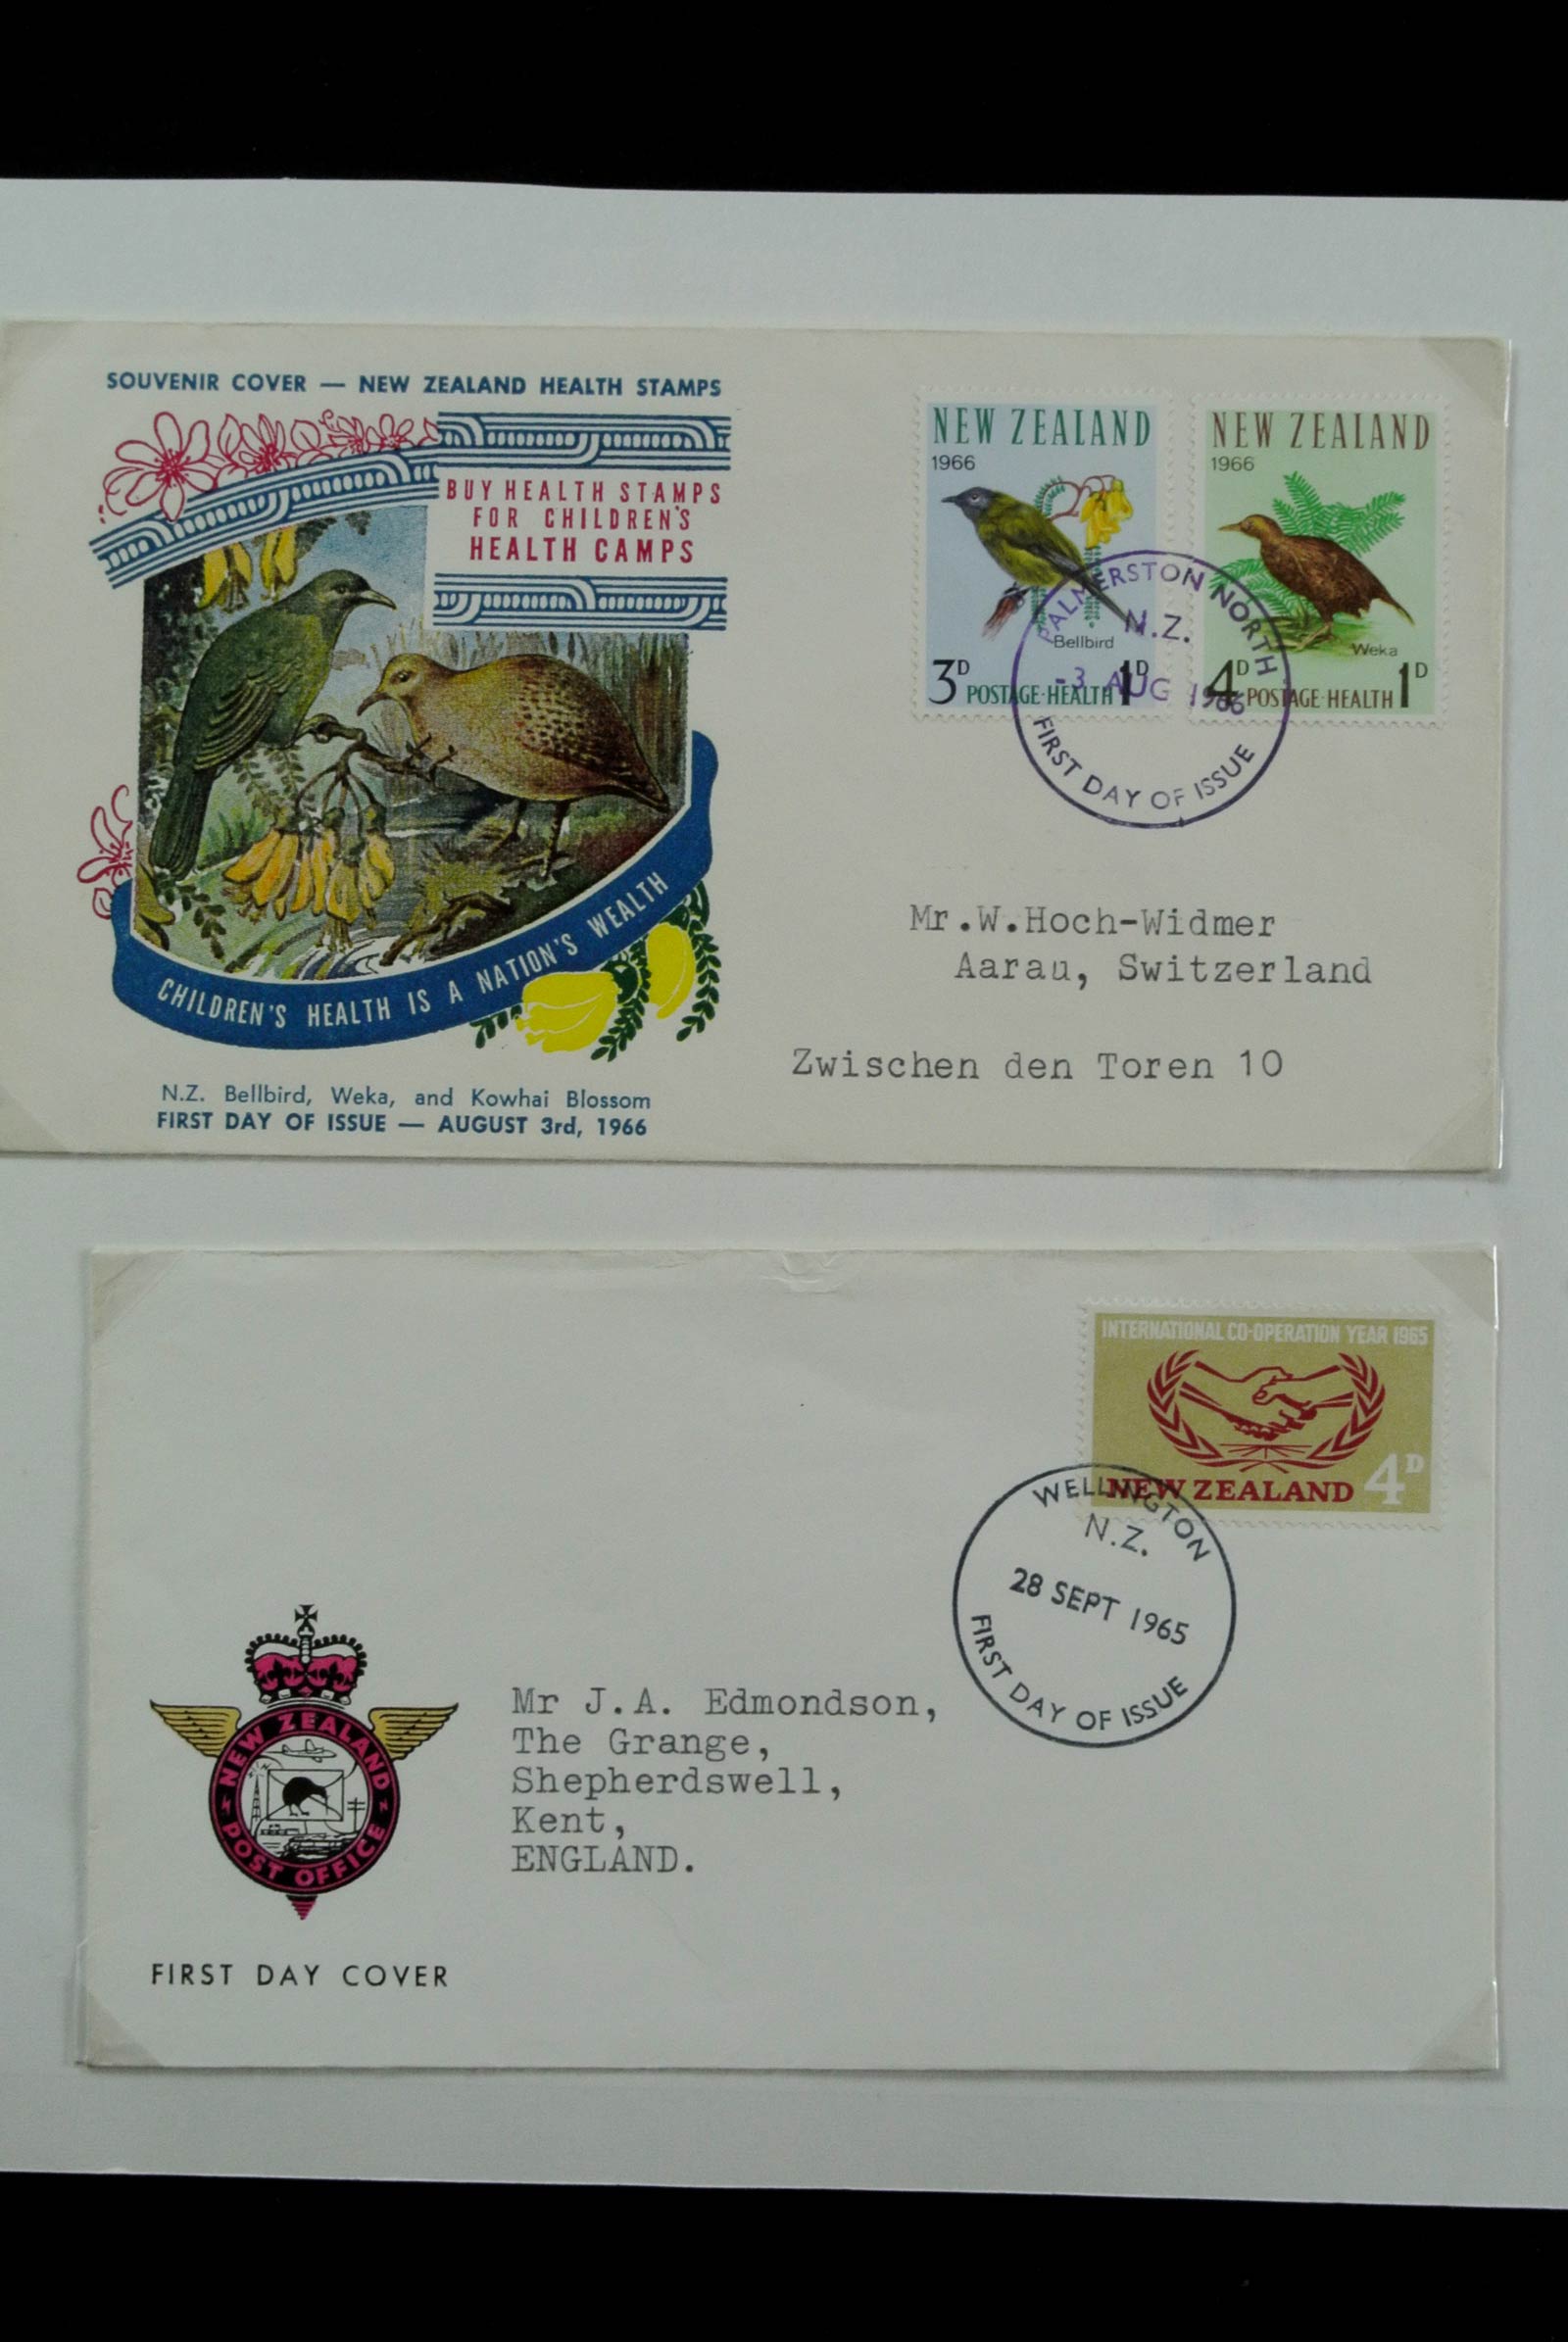 SOUVENIR COVER — NEW ZEALAND HEALTH STAMPS
BUY HEALTH STAMPS
FOR CHILDREN'S
HEALTH CAMPS
CHILDREN'S HEALTH IS A NATION'S WEALTH
N.Z. Bellbird, Weka, and Kowhai Blossom
FIRST DAY OF ISSUE — AUGUST 3rd, 1966
NEW ZEALAND
1966
Bellbird
3D POSTAGE·HEALTH 1D
NEW ZEALAND
1966
Weka
4D POSTAGE·HEALTH 1D
PALMERSTON NORTH
N.Z.
-3 AUG 1966
FIRST DAY OF ISSUE
Mr.W.Hoch-Widmer
Aarau, Switzerland
Zwischen den Toren 10
INTERNATIONAL CO-OPERATION YEAR 1965
NEW ZEALAND 4D
WELLINGTON
N.Z.
28 SEPT 1965
FIRST DAY OF ISSUE
NEW ZEALAND
POST OFFICE
FIRST DAY COVER
Mr J.A. Edmondson,
The Grange,
Shepherdswell,
Kent,
ENGLAND.